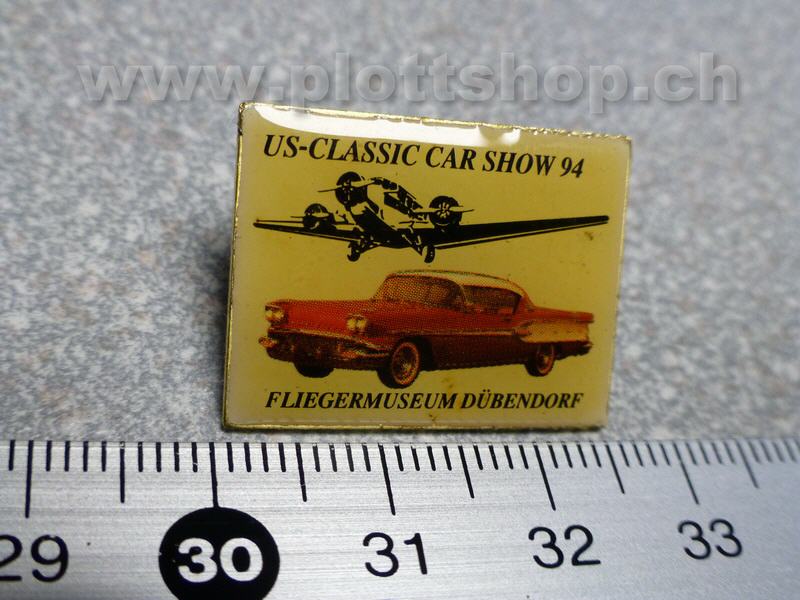 www.plottshop.ch
US-CLASSIC CAR SHOW 94
FLIEGERMUSEUM DÜBENDORF
29 30 31 32 33